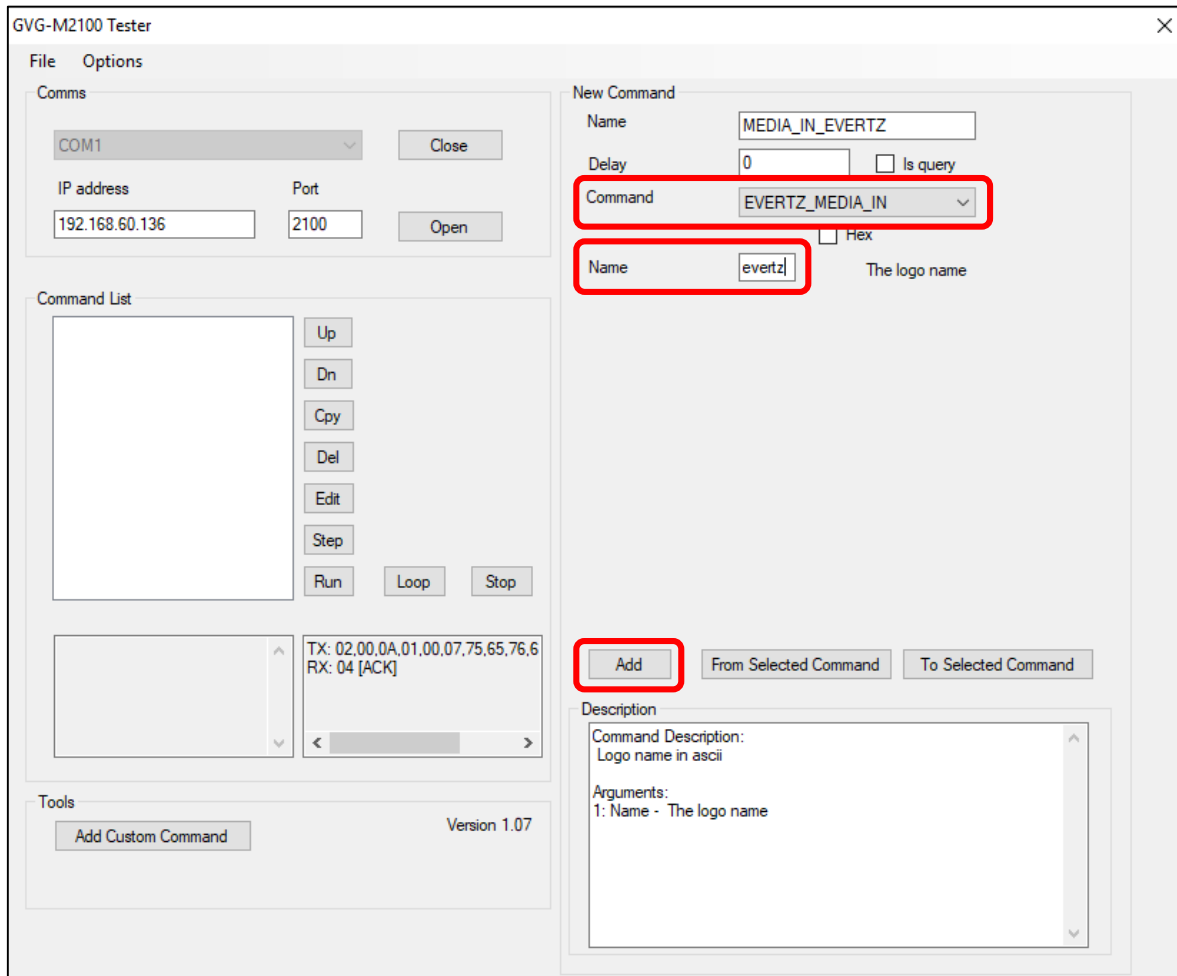 GVG-M2100 Tester
File Options
Comms
COM1
Close
IP address Port
192.168.60.136 2100 Open
Command List
Up
Dn
Cpy
Del
Edit
Step
Run Loop Stop
TX: 02,00,0A,01,00,07,75,65,76,6
RX: 04 [ACK]
Tools
Add Custom Command
Version 1.07
New Command
Name MEDIA_IN_EVERTZ
Delay 0 Is query
Command EVERTZ_MEDIA_IN
Hex
Name evertz The logo name
Add From Selected Command To Selected Command
Description
Command Description:
Logo name in ascii
Arguments:
1: Name - The logo name